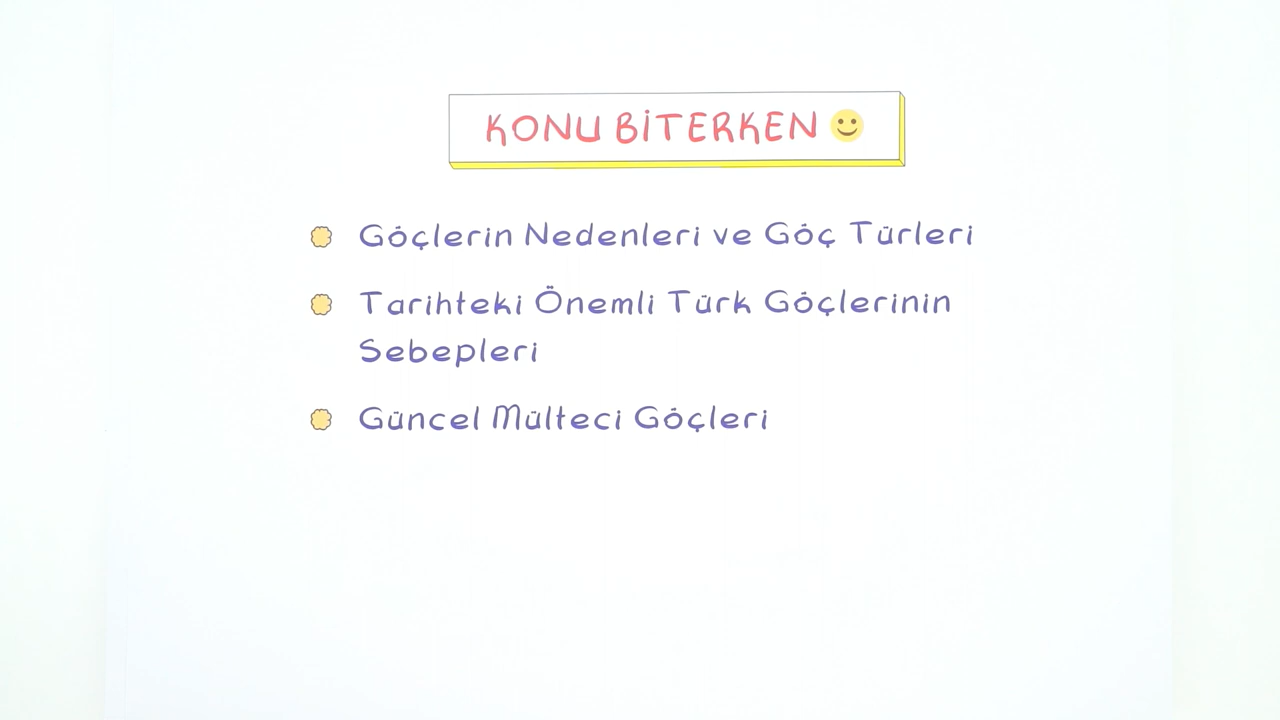 KONU BİTERKEN
Göçlerin Nedenleri ve Göç Türleri
Tarihteki Önemli Türk Göçlerinin
Sebepleri
Güncel Mülteci Göçleri